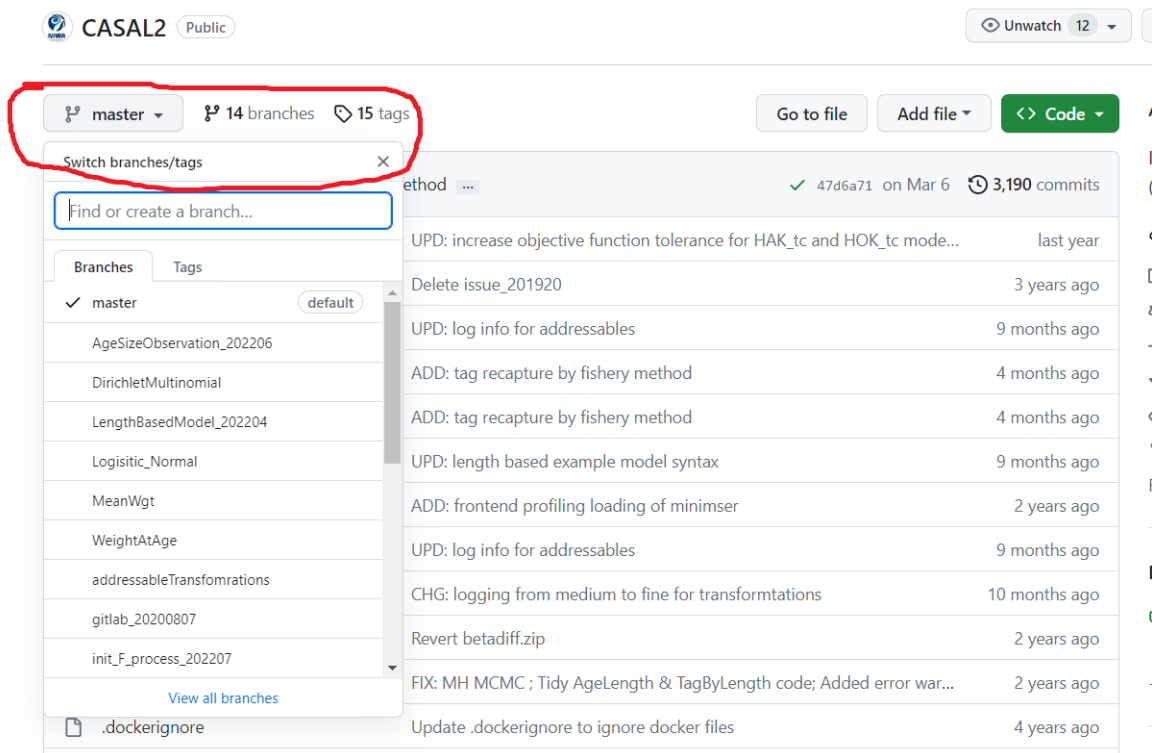 NIWA
CASAL2 Public
Unwatch 12
master 14 branches 15 tags
Go to file Add file Code
Switch branches/tags
Find or create a branch...
Branches Tags
master default
AgeSizeObservation_202206
DirichletMultinomial
LengthBasedModel_202204
Logisitic_Normal
MeanWgt
WeightAtAge
addressableTransfomrations
gitlab_20200807
init_F_process_202207
View all branches
ethod ... 47d6a71 on Mar 6 3,190 commits
UPD: increase objective function tolerance for HAK_tc and HOK_tc mode... last year
Delete issue_201920 3 years ago
UPD: log info for addressables 9 months ago
ADD: tag recapture by fishery method 4 months ago
ADD: tag recapture by fishery method 4 months ago
UPD: length based example model syntax 9 months ago
ADD: frontend profiling loading of minimser 2 years ago
UPD: log info for addressables 9 months ago
CHG: logging from medium to fine for transformtations 10 months ago
Revert betadiff.zip 2 years ago
FIX: MH MCMC ; Tidy AgeLength & TagByLength code; Added error war... 2 years ago
.dockerignore Update .dockerignore to ignore docker files 4 years ago